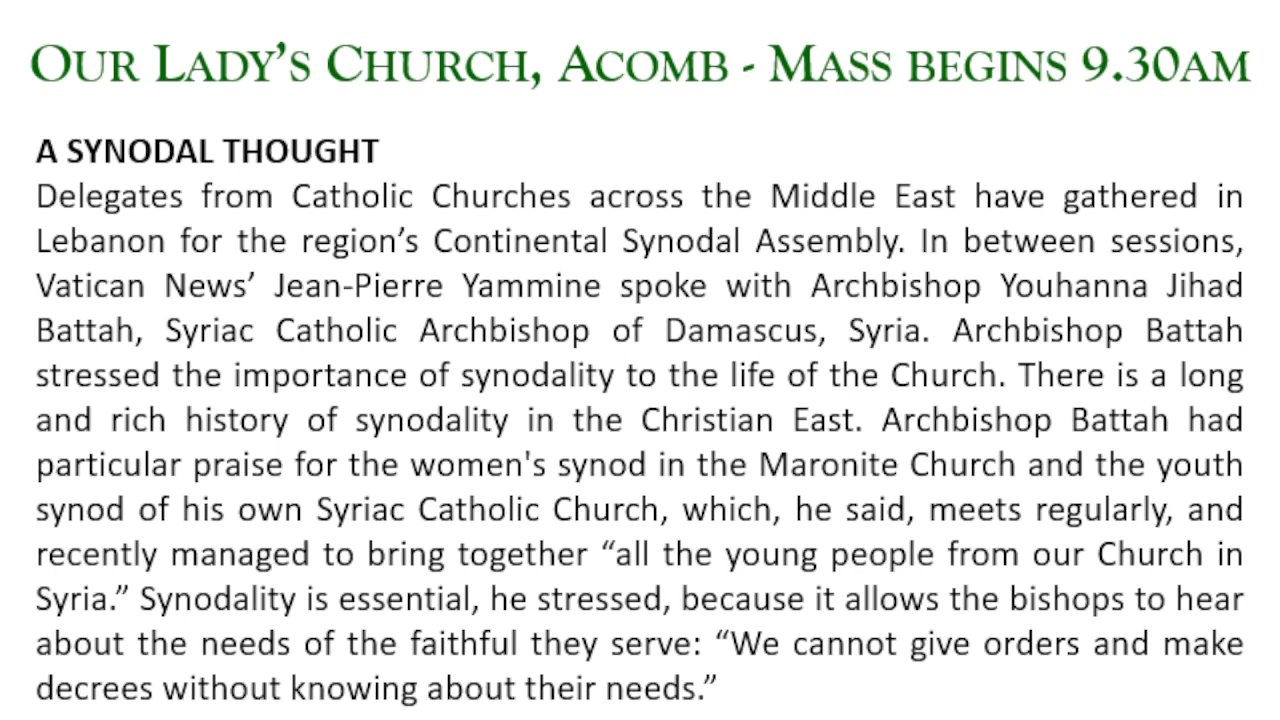 OUR LADY’S CHURCH, ACOMB - MASS BEGINS 9.30AM
A SYNODAL THOUGHT
Delegates from Catholic Churches across the Middle East have gathered in
Lebanon for the region’s Continental Synodal Assembly. In between sessions,
Vatican News’ Jean-Pierre Yammine spoke with Archbishop Youhanna Jihad
Battah, Syriac Catholic Archbishop of Damascus, Syria. Archbishop Battah
stressed the importance of synodality to the life of the Church. There is a long
and rich history of synodality in the Christian East. Archbishop Battah had
particular praise for the women's synod in the Maronite Church and the youth
synod of his own Syriac Catholic Church, which, he said, meets regularly, and
recently managed to bring together “all the young people from our Church in
Syria.” Synodality is essential, he stressed, because it allows the bishops to hear
about the needs of the faithful they serve: “We cannot give orders and make
decrees without knowing about their needs.”